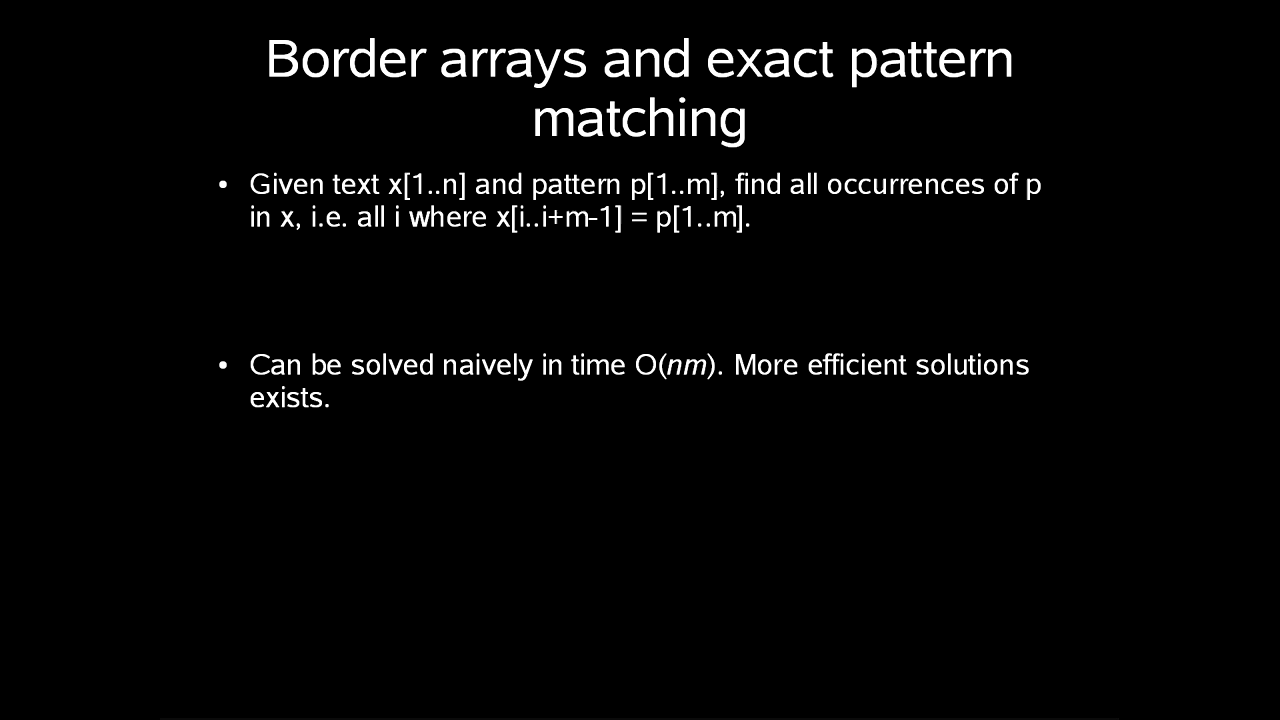 Border arrays and exact pattern
matching
• Given text x[1..n] and pattern p[1..m], find all occurrences of p
in x, i.e. all i where x[i..i+m-1] = p[1..m].
• Can be solved naively in time O(nm). More efficient solutions
exists.